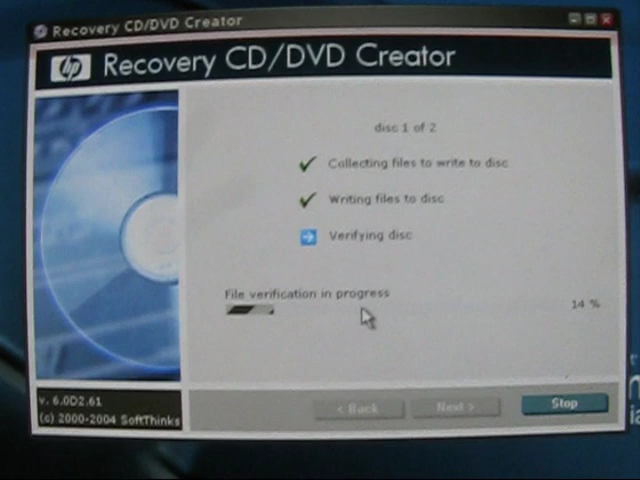 Recovery CD/DVD Creator
hp Recovery CD/DVD Creator
disc 1 of 2
Collecting files to write to disc
Writing files to disc
Verifying disc
File verification in progress
14 %
v. 6.0D2.61
(c) 2000-2004 SoftThinks
< Back
Next >
Stop